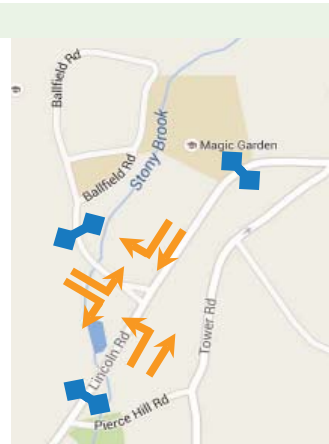 Ballfield Rd
Stony Brook
Magic Garden
Ballfield Rd
Lincoln Rd
Tower Rd
Pierce Hill Rd